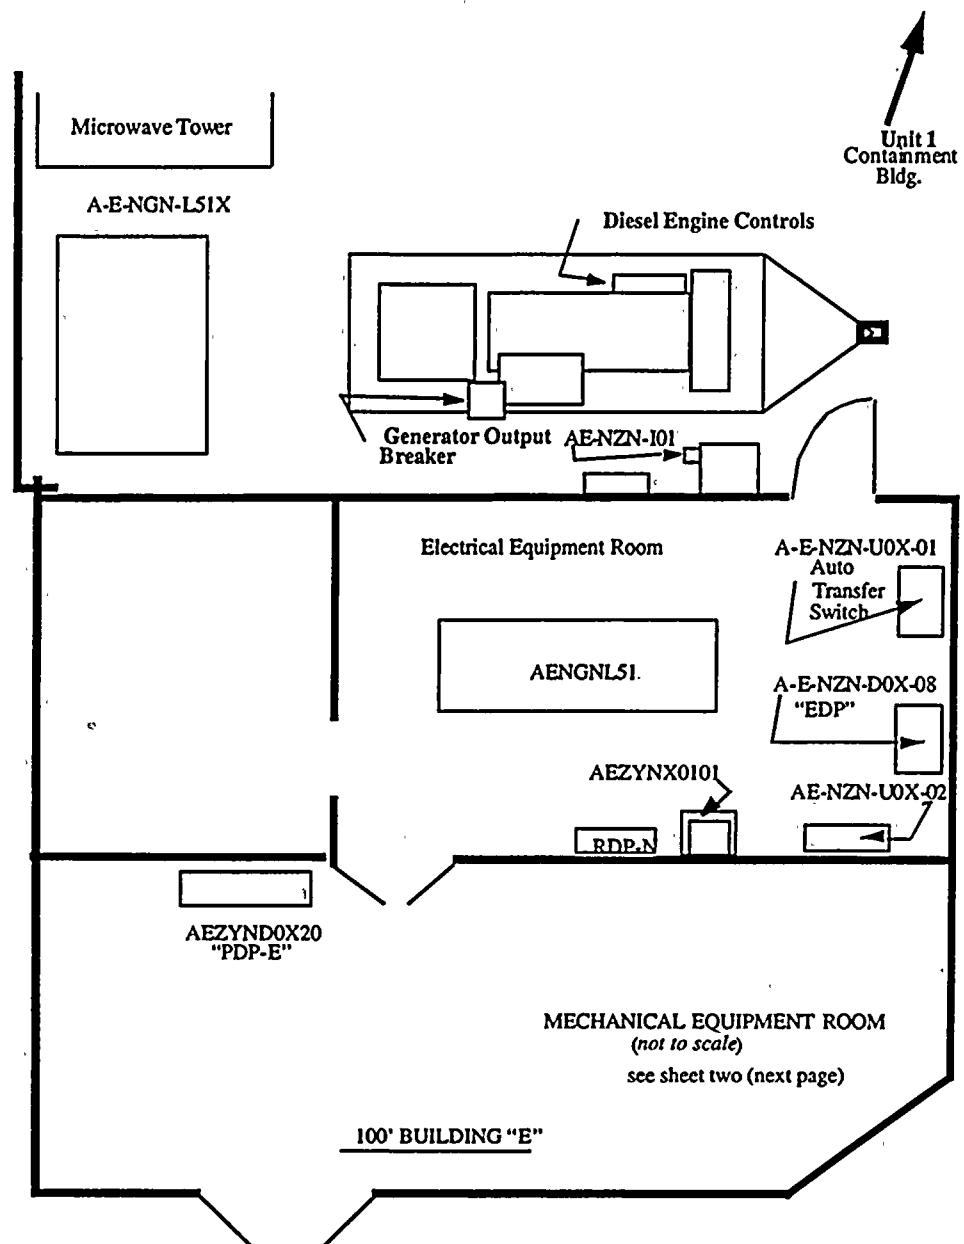 Microwave Tower
Unit 1
Containment
Bldg.
A-E-NGN-L51X
Diesel Engine Controls
Generator Output
Breaker
AE-NZN-I01
Electrical Equipment Room
A-E-NZN-U0X-01
Auto
Transfer
Switch
AENGNL51.
A-E-NZN-D0X-08
"EDP"
AEZYNX0101
AE-NZN-U0X-02
RDP-N
AEZYND0X20
"PDP-E"
MECHANICAL EQUIPMENT ROOM
(not to scale)
see sheet two (next page)
100' BUILDING "E"